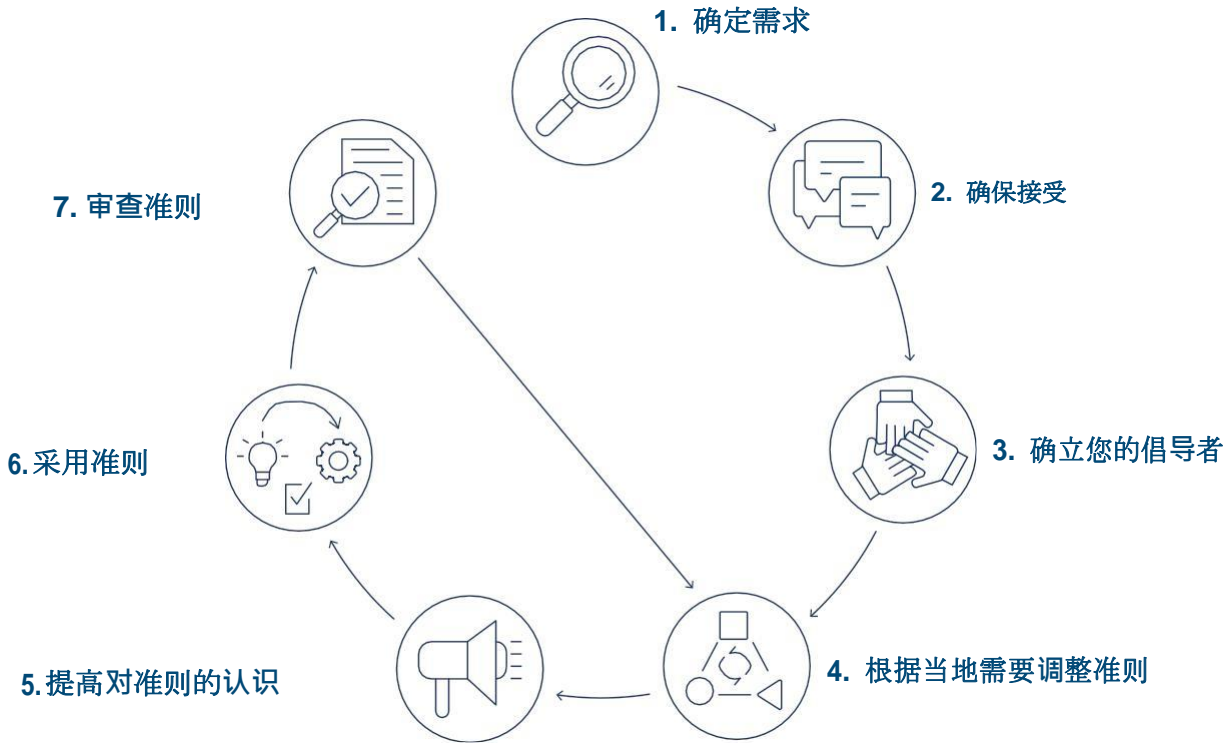 1. 确定需求
2. 确保接受
3. 确立您的倡导者
4. 根据当地需要调整准则
5.提高对准则的认识
6.采用准则
7. 审查准则